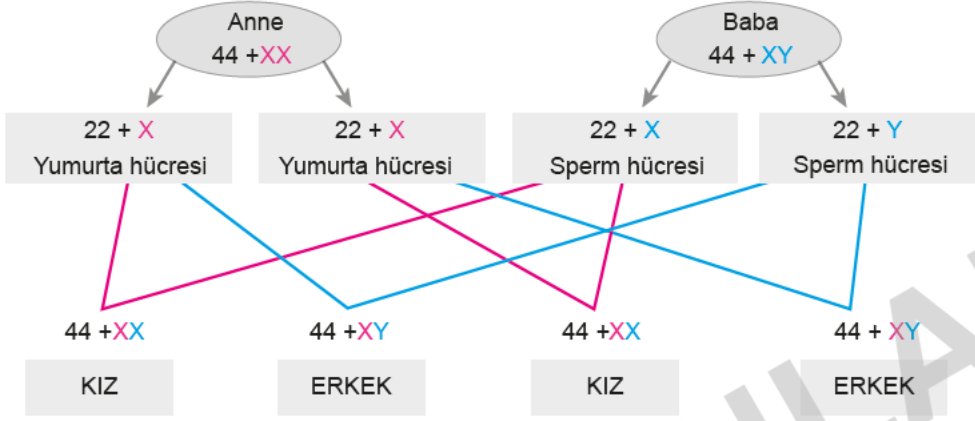 Anne
44 +XX
Baba
44 + XY
22 + X
Yumurta hücresi
22 + X
Yumurta hücresi
22 + X
Sperm hücresi
22 + Y
Sperm hücresi
44 +XX
44 +XY
44 +XX
44 + XY
KIZ
ERKEK
KIZ
ERKEK